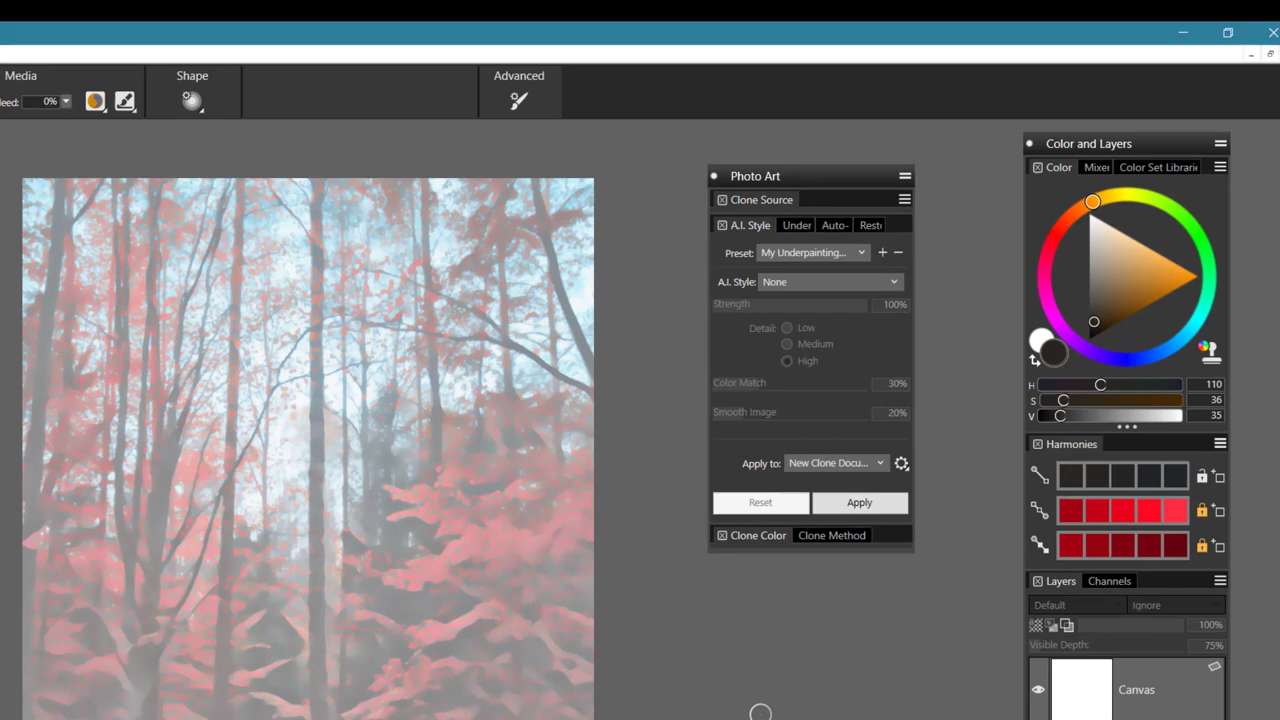 Media
Shape
Advanced
leed: 0%
Photo Art
Clone Source
A.I. Style Under Auto- Resto
Preset: My Underpainting...
A.I. Style: None
Strength 100%
Detail: Low
Medium
High
Color Match 30%
Smooth Image 20%
Apply to: New Clone Docu...
Reset Apply
Clone Color Clone Method
Color and Layers
Color Mixer Color Set Librarie
H 110
S 36
V 35
Harmonies
Layers Channels
Default Ignore
100%
Visible Depth: 75%
Canvas